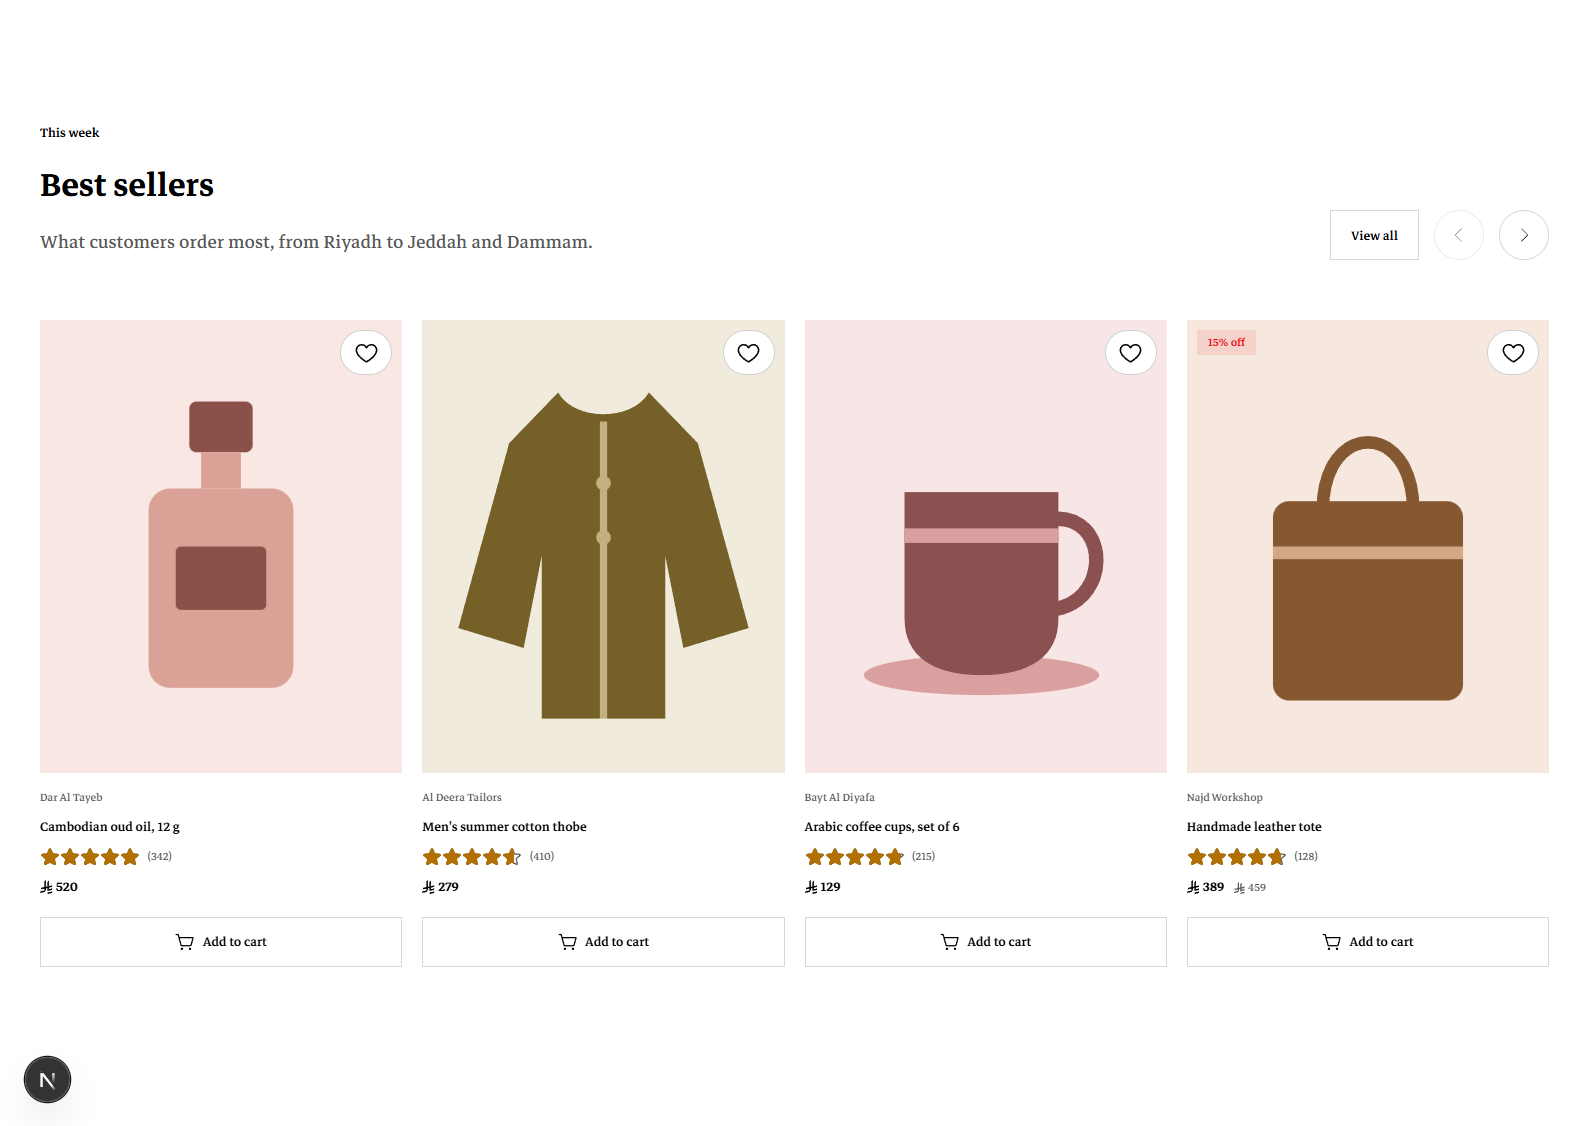 This week
Best sellers
What customers order most, from Riyadh to Jeddah and Dammam.
View all
15% off
Dar Al Tayeb
Cambodian oud oil, 12 g
(342)
⃁ 520
Add to cart
Al Deera Tailors
Men's summer cotton thobe
(410)
⃁ 279
Add to cart
Bayt Al Diyafa
Arabic coffee cups, set of 6
(215)
⃁ 129
Add to cart
Najd Workshop
Handmade leather tote
(128)
⃁ 389 ⃁ 459
Add to cart
N